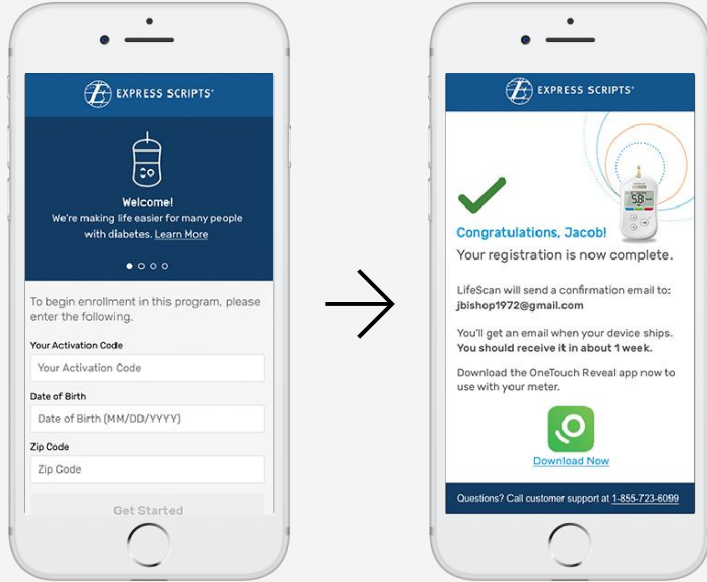 EXPRESS SCRIPTS®
Welcome!
We're making life easier for many people
with diabetes. Learn More
To begin enrollment in this program, please
enter the following.
Your Activation Code
Your Activation Code
Date of Birth
Date of Birth (MM/DD/YYYY)
Zip Code
Zip Code
Get Started
EXPRESS SCRIPTS®
5.8
Congratulations, Jacob!
Your registration is now complete.
LifeScan will send a confirmation email to:
jbishop1972@gmail.com
You'll get an email when your device ships.
You should receive it in about 1 week.
Download the OneTouch Reveal app now to
use with your meter.
Download Now
Questions? Call customer support at 1-855-723-6099